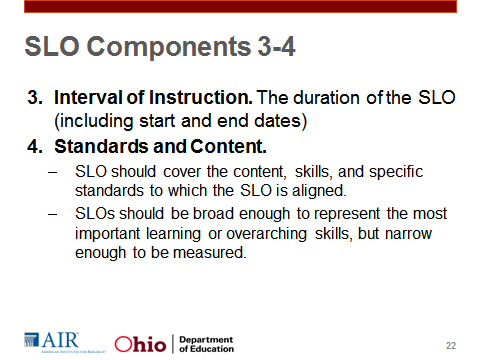 SLO Components 3-4
3. Interval of Instruction. The duration of the SLO
(including start and end dates)
4. Standards and Content.
– SLO should cover the content, skills, and specific
standards to which the SLO is aligned.
– SLOs should be broad enough to represent the most
important learning or overarching skills, but narrow
enough to be measured.
AIR
AMERICAN INSTITUTES FOR RESEARCH
Ohio
Department
of Education
22